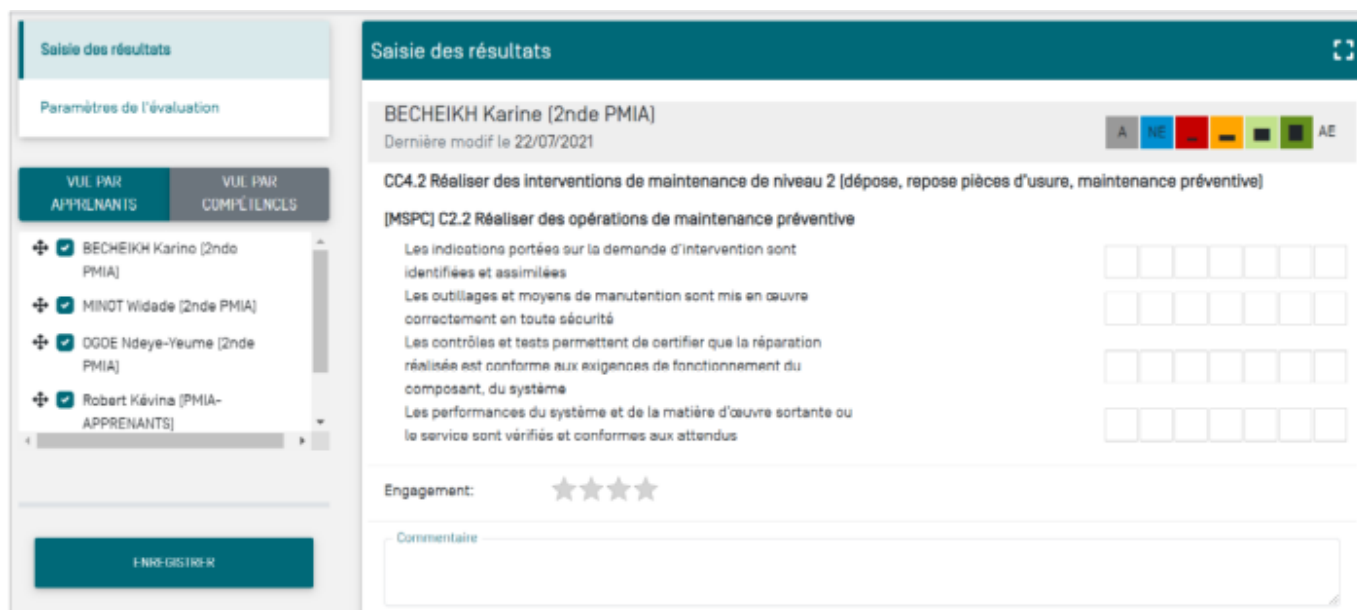 Saisie des résultats
Paramètres de l'évaluation
VUE PAR
APPRENANTS
VUE PAR
COMPÉTENCES
BECHEIKH Karine (2nde
PMIA)
MINOT Widade (2nde PMIA)
OGOE Ndeye-Yeume (2nde
PMIA)
Robert Kévina (PMIA-
APPRENANTS)
ENREGISTRER
Saisie des résultats
BECHEIKH Karine (2nde PMIA)
Dernière modif le 22/07/2021
A NE AE
CC4.2 Réaliser des interventions de maintenance de niveau 2 (dépose, repose pièces d'usure, maintenance préventive)
[MSPC] C2.2 Réaliser des opérations de maintenance préventive
Les indications portées sur la demande d'intervention sont
identifiées et assimilées
Les outillages et moyens de manutention sont mis en œuvre
correctement en toute sécurité
Les contrôles et tests permettent de certifier que la réparation
réalisée est conforme aux exigences de fonctionnement du
composant, du système
Les performances du système et de la matière d'œuvre sortante ou
le service sont vérifiés et conformes aux attendus
Engagement:
Commentaire